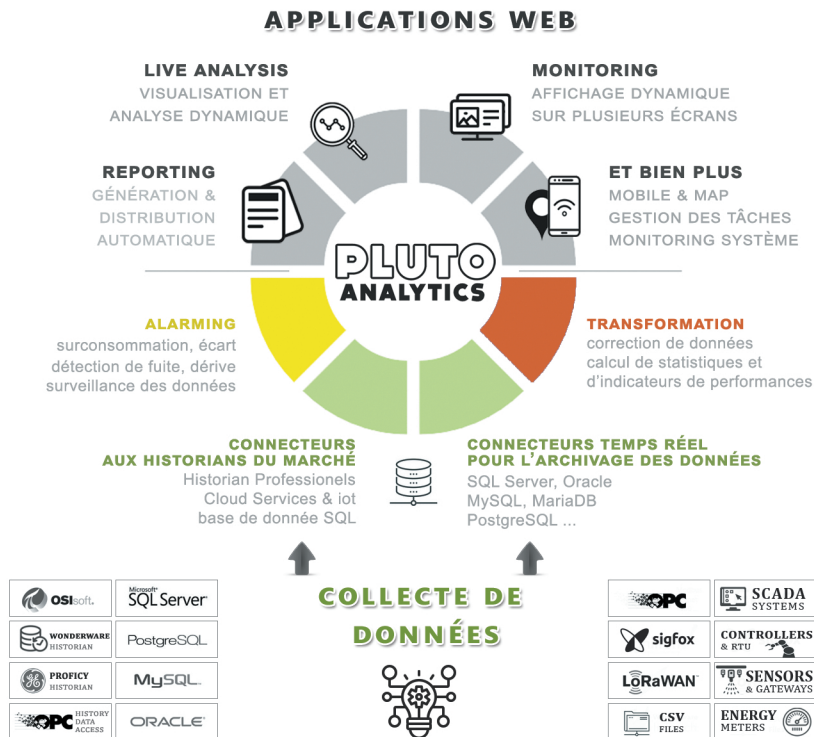 APPLICATIONS WEB
LIVE ANALYSIS
VISUALISATION ET
ANALYSE DYNAMIQUE
MONITORING
AFFICHAGE DYNAMIQUE
SUR PLUSIEURS ÉCRANS
REPORTING
GÉNÉRATION &
DISTRIBUTION
AUTOMATIQUE
ET BIEN PLUS
MOBILE & MAP
GESTION DES TÂCHES
MONITORING SYSTÈME
PLUTO
ANALYTICS
ALARMING
surconsommation, écart
détection de fuite, dérive
surveillance des données
TRANSFORMATION
correction de données
calcul de statistiques et
d'indicateurs de performances
CONNECTEURS
AUX HISTORIANS DU MARCHÉ
Historian Professionels
Cloud Services & iot
base de donnée SQL
CONNECTEURS TEMPS RÉEL
POUR L'ARCHIVAGE DES DONNÉES
SQL Server, Oracle
MySQL, MariaDB
PostgreSQL ...
COLLECTE DE
DONNÉES
OSIsoft.
Microsoft
SQL Server
WONDERWARE
HISTORIAN
PostgreSQL
PROFICY
HISTORIAN
MySQL
OPC
HISTORY
DATA
ACCESS
ORACLE
OPC
SCADA
SYSTEMS
sigfox
CONTROLLERS
& RTU
LoRaWAN
SENSORS
& GATEWAYS
CSV
FILES
ENERGY
METERS